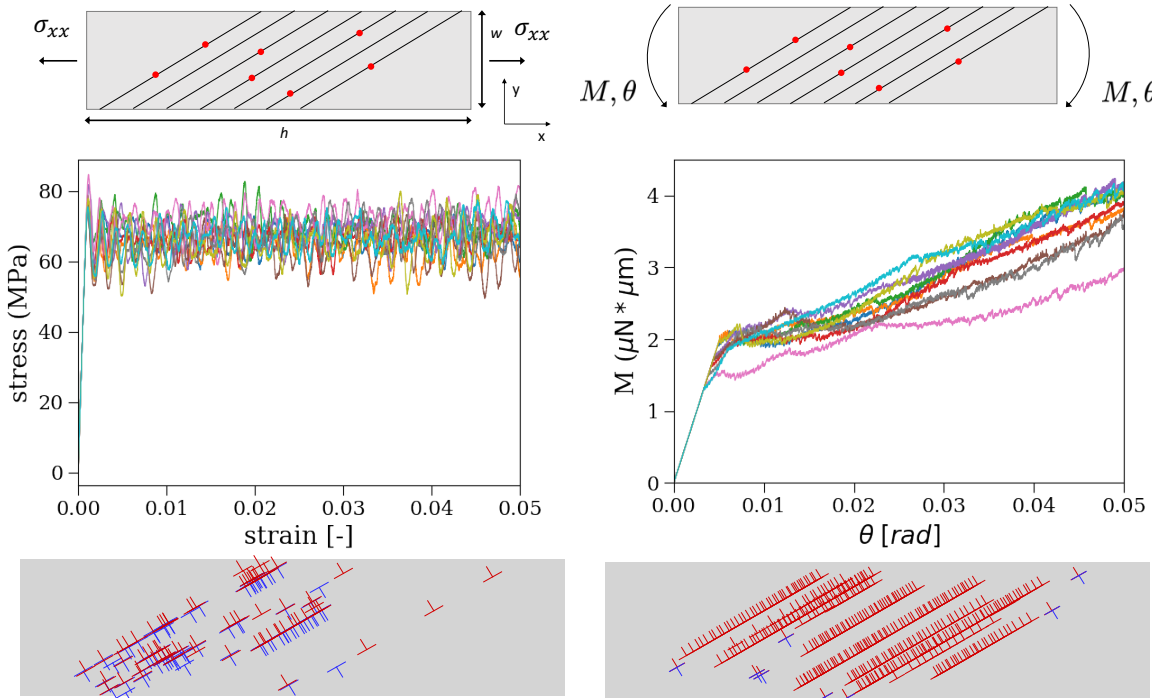 σxx
w
σxx
y
x
h
M, θ
M, θ
stress (MPa)
80
60
40
20
0
0.00 0.01 0.02 0.03 0.04 0.05
strain [-]
M (μN * μm)
4
3
2
1
0
0.00 0.01 0.02 0.03 0.04 0.05
θ [rad]